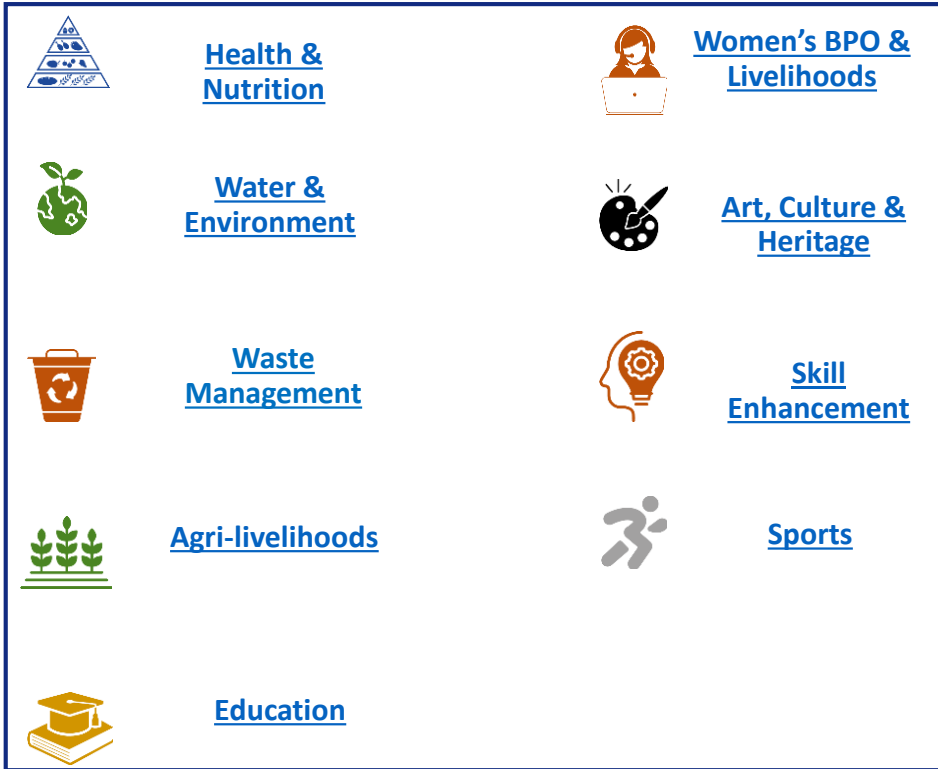 Health &
Nutrition
Water &
Environment
Waste
Management
Agri-livelihoods
Education
Women's BPO &
Livelihoods
Art, Culture &
Heritage
Skill
Enhancement
Sports